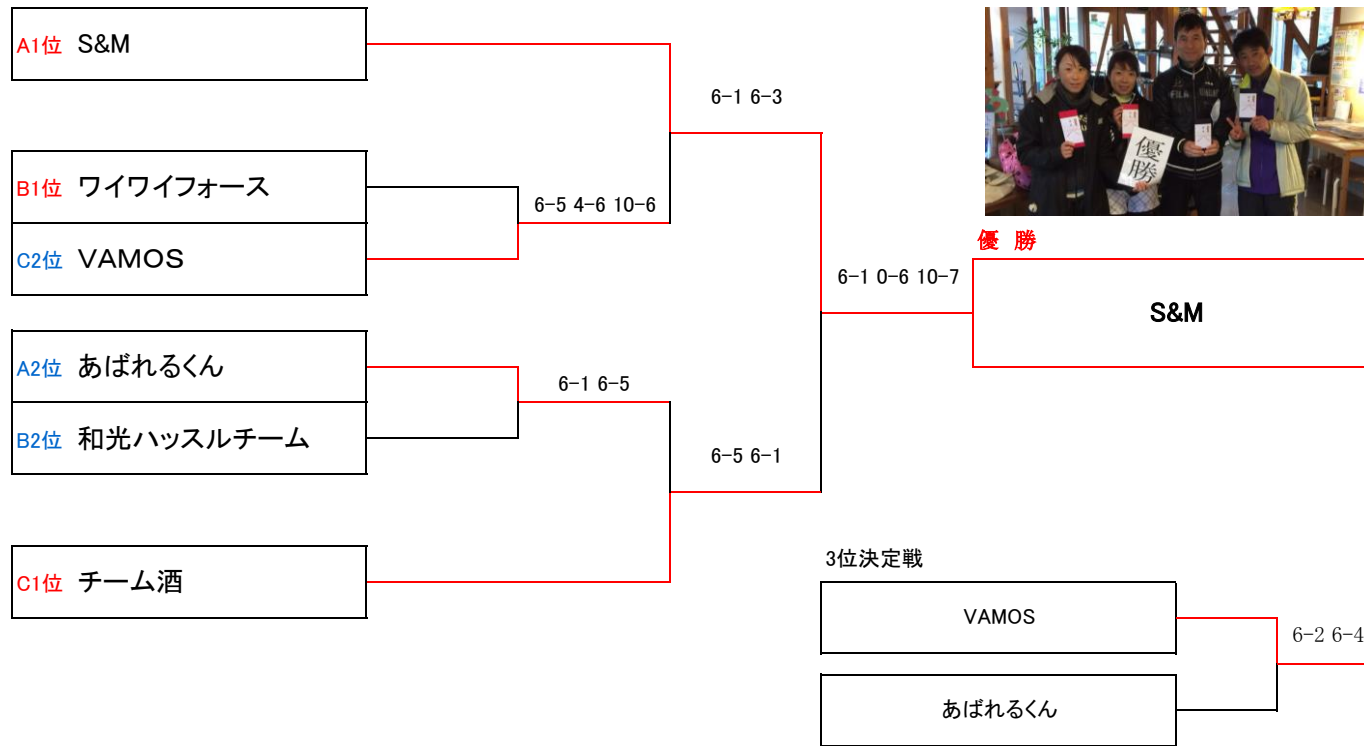 A1位 S&M
6-1 6-3
B1位 ワイワイフォース
6-5 4-6 10-6
C2位 VAMOS
優勝
優 勝
6-1 0-6 10-7
S&M
A2位 あばれるくん
6-1 6-5
B2位 和光ハッスルチーム
6-5 6-1
C1位 チーム酒
3位決定戦
VAMOS
6-2 6-4
あばれるくん